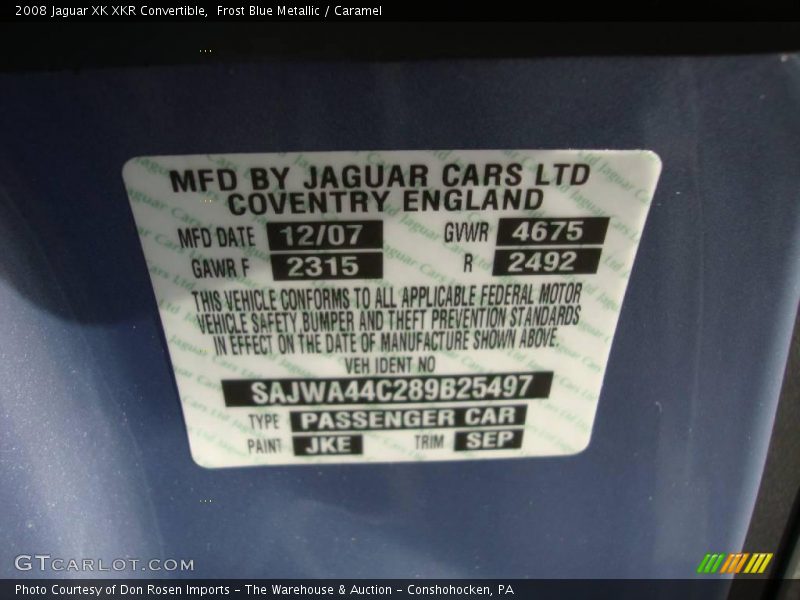 2008 Jaguar XK XKR Convertible,  Frost Blue Metallic / Caramel
MFD BY JAGUAR CARS LTD
COVENTRY ENGLAND
MFD DATE 12/07 GVWR 4675
GAWR F 2315 R 2492
THIS VEHICLE CONFORMS TO ALL APPLICABLE FEDERAL MOTOR
VEHICLE SAFETY, BUMPER AND THEFT PREVENTION STANDARDS
IN EFFECT ON THE DATE OF MANUFACTURE SHOWN ABOVE.
VEH IDENT NO
SAJWA44C289B25497
TYPE PASSENGER CAR
PAINT JKE TRIM SEP
GTCARLOT.COM
Photo Courtesy of Don Rosen Imports - The Warehouse & Auction - Conshohocken, PA